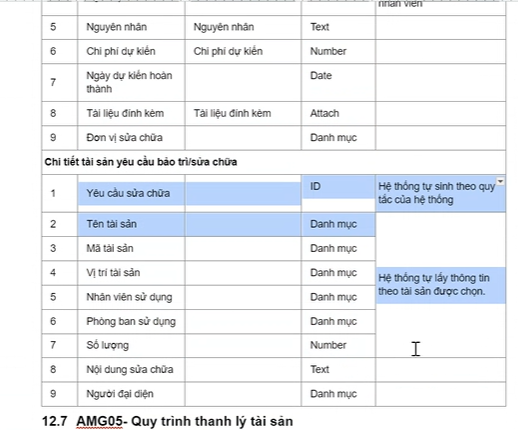 nhân viên
5 Nguyên nhân Nguyên nhân Text
6 Chi phí dự kiến Chi phí dự kiến Number
7 Ngày dự kiến hoàn thành Date
8 Tài liệu đính kèm Tài liệu đính kèm Attach
9 Đơn vị sửa chữa Danh mục
Chi tiết tài sản yêu cầu bảo trì/sửa chữa
1 Yêu cầu sửa chữa ID Hệ thống tự sinh theo quy tắc của hệ thống
2 Tên tài sản Danh mục
3 Mã tài sản Danh mục
4 Vị trí tài sản Danh mục Hệ thống tự lấy thông tin
5 Nhân viên sử dụng Danh mục theo tài sản được chọn.
6 Phòng ban sử dụng Danh mục
7 Số lượng Number
8 Nội dung sửa chữa Text
9 Người đại diện Danh mục
12.7 AMG05- Quy trình thanh lý tài sản